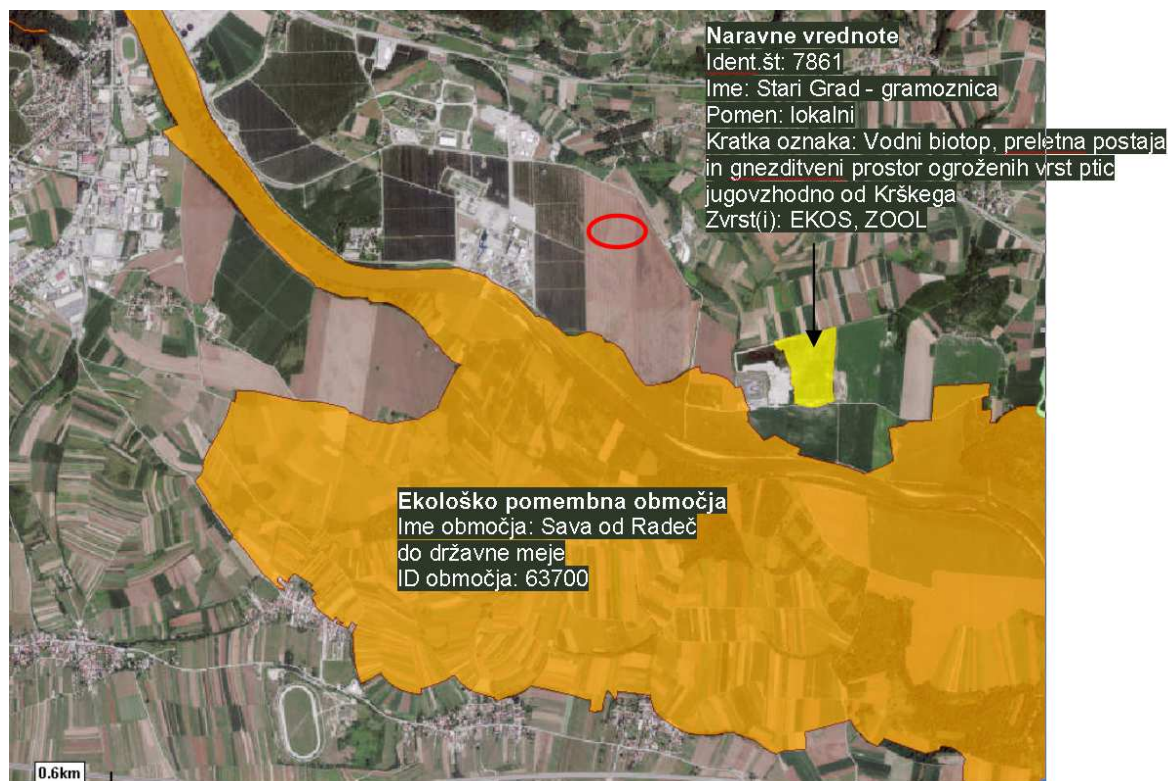 Naravne vrednote
Ident.št: 7861
Ime: Stari Grad - gramoznica
Pomen: lokalni
Kratka oznaka: Vodni biotop, preletna postaja
in gnezditveni prostor ogroženih vrst ptic
jugovzhodno od Krškega
Zvrst(i): EKOS, ZOOL
Ekološko pomembna območja
Ime območja: Sava od Radeč
do državne meje
ID območja: 63700
0.6km